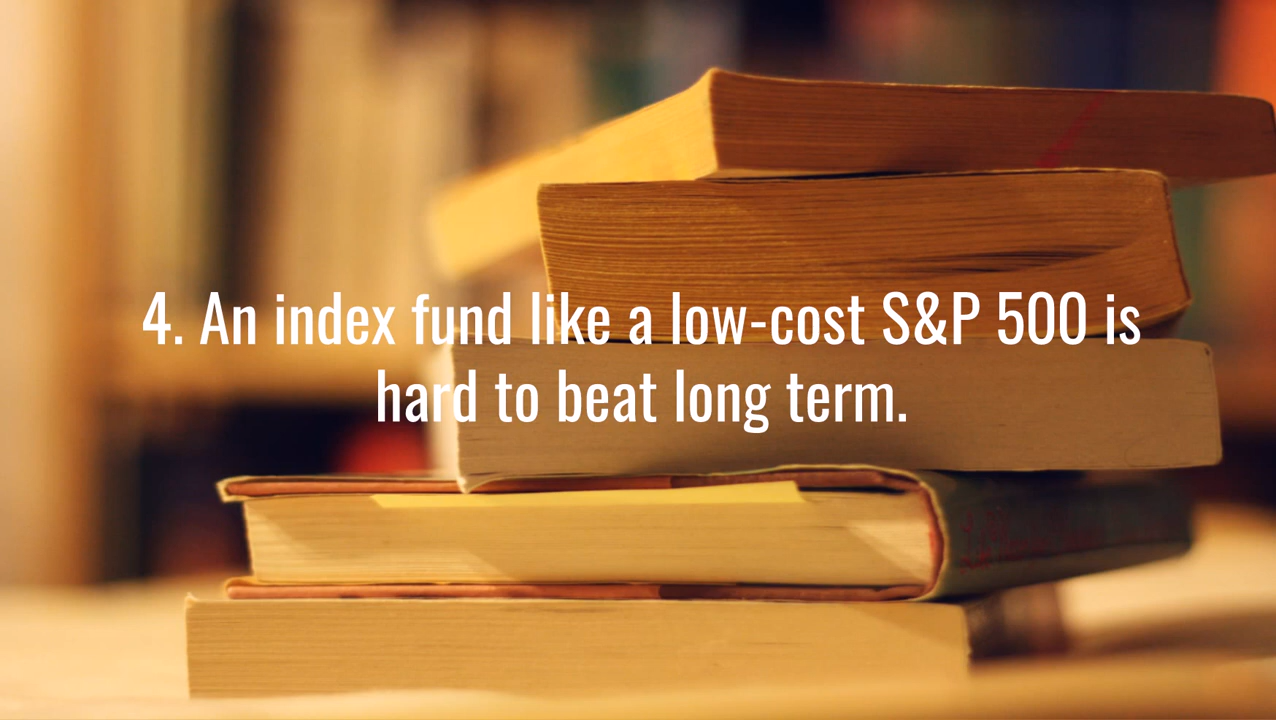 4. An index fund like a low-cost S&P 500 is
hard to beat long term.